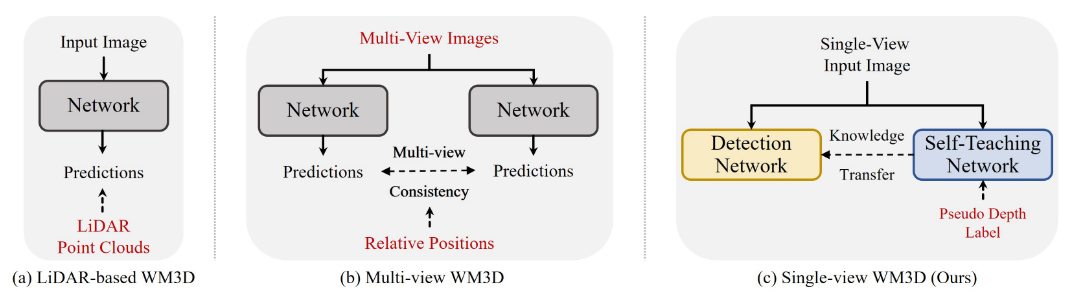 Input Image
Network
Predictions
LiDAR
Point Clouds
(a) LiDAR-based WM3D
Multi-View Images
Network
Network
Predictions
Multi-view
Consistency
Predictions
Relative Positions
(b) Multi-view WM3D
Single-View
Input Image
Detection
Network
Knowledge
Transfer
Self-Teaching
Network
Pseudo Depth
Label
(c) Single-view WM3D (Ours)